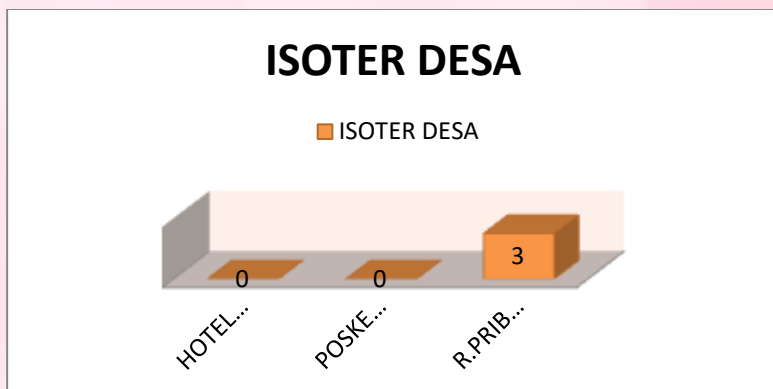 ISOTER DESA
ISOTER DESA
0
0
3
HOTEL...
POSKE...
R.PRIB...